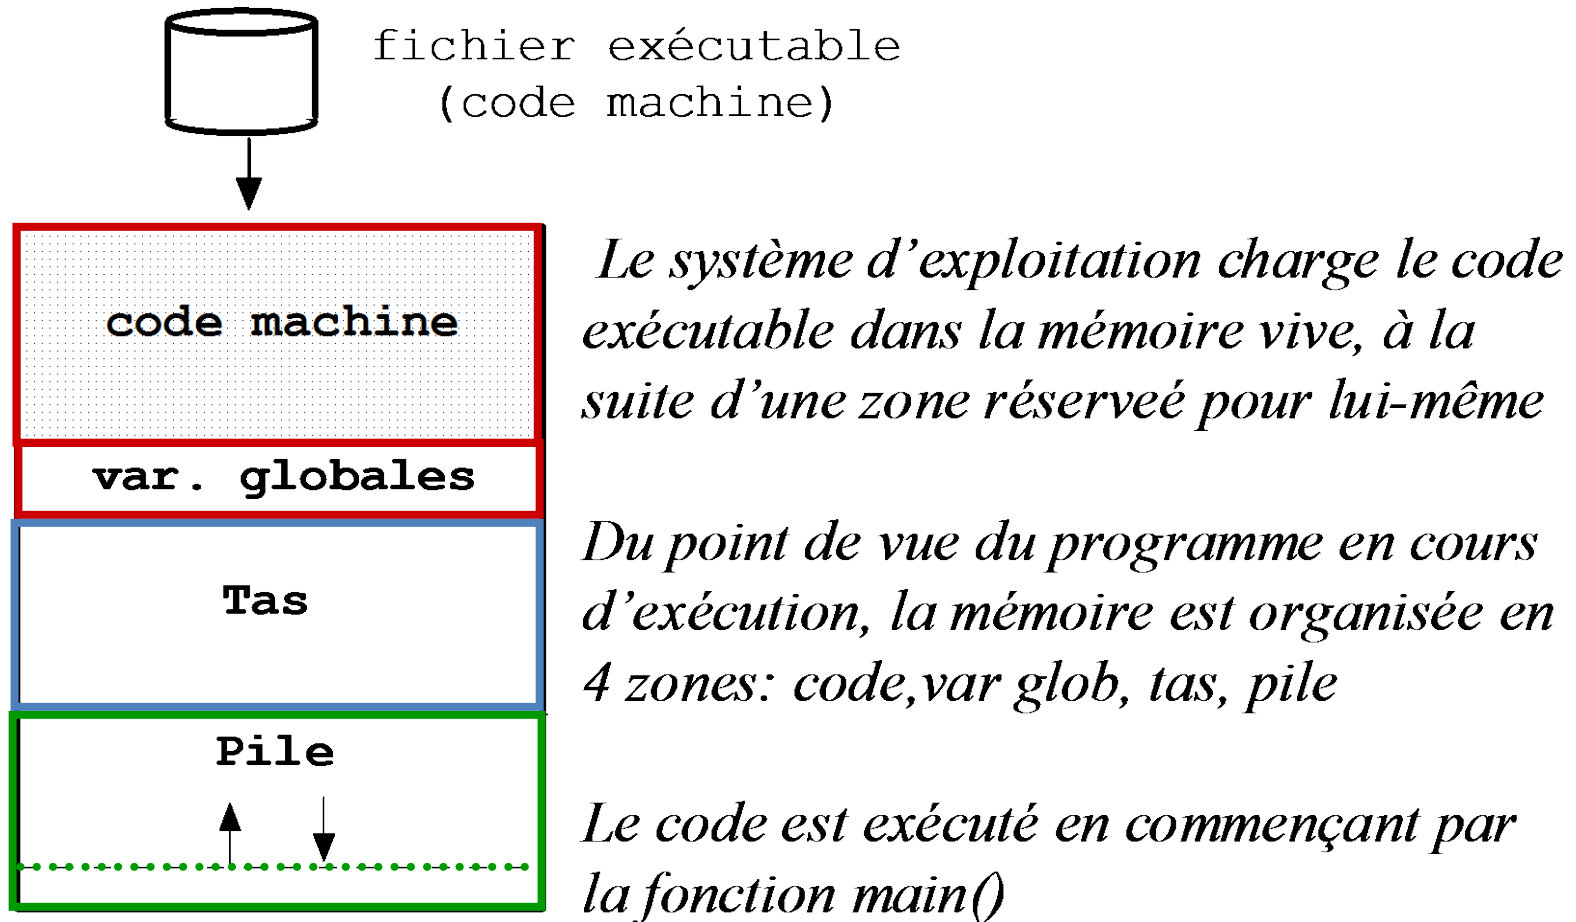 fichier exécutable
(code machine)
code machine
var. globales
Tas
Pile
Le système d’exploitation charge le code
exécutable dans la mémoire vive, à la
suite d’une zone réserveé pour lui-même
Du point de vue du programme en cours
d’exécution, la mémoire est organisée en
4 zones: code,var glob, tas, pile
Le code est exécuté en commençant par
la fonction main()